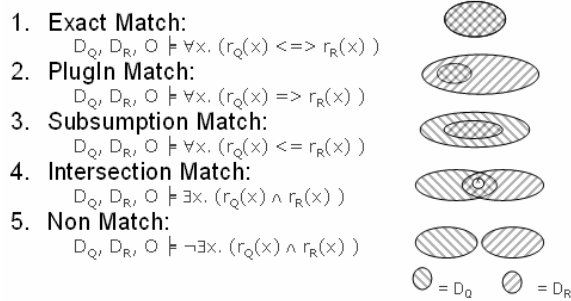 1. Exact Match:
D_Q, D_R, O ⊧ ∀x. (r_Q(x) <=> r_R(x) )
2. PlugIn Match:
D_Q, D_R, O ⊧ ∀x. (r_Q(x) => r_R(x) )
3. Subsumption Match:
D_Q, D_R, O ⊧ ∀x. (r_Q(x) <= r_R(x) )
4. Intersection Match:
D_Q, D_R, O ⊧ ∃x. (r_Q(x) ∧ r_R(x) )
5. Non Match:
D_Q, D_R, O ⊧ ¬∃x. (r_Q(x) ∧ r_R(x) )
= D_Q = D_R